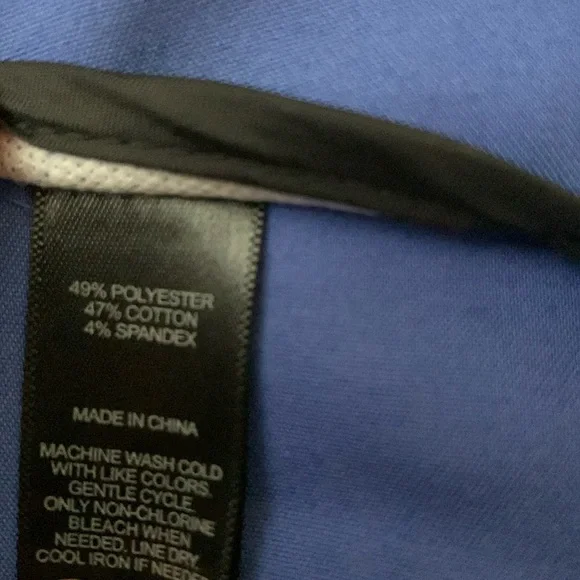 49% POLYESTER
47% COTTON
4% SPANDEX
MADE IN CHINA
MACHINE WASH COLD
WITH LIKE COLORS.
GENTLE CYCLE.
ONLY NON-CHLORINE
BLEACH WHEN
NEEDED. LINE DRY.
COOL IRON IF NEEDED